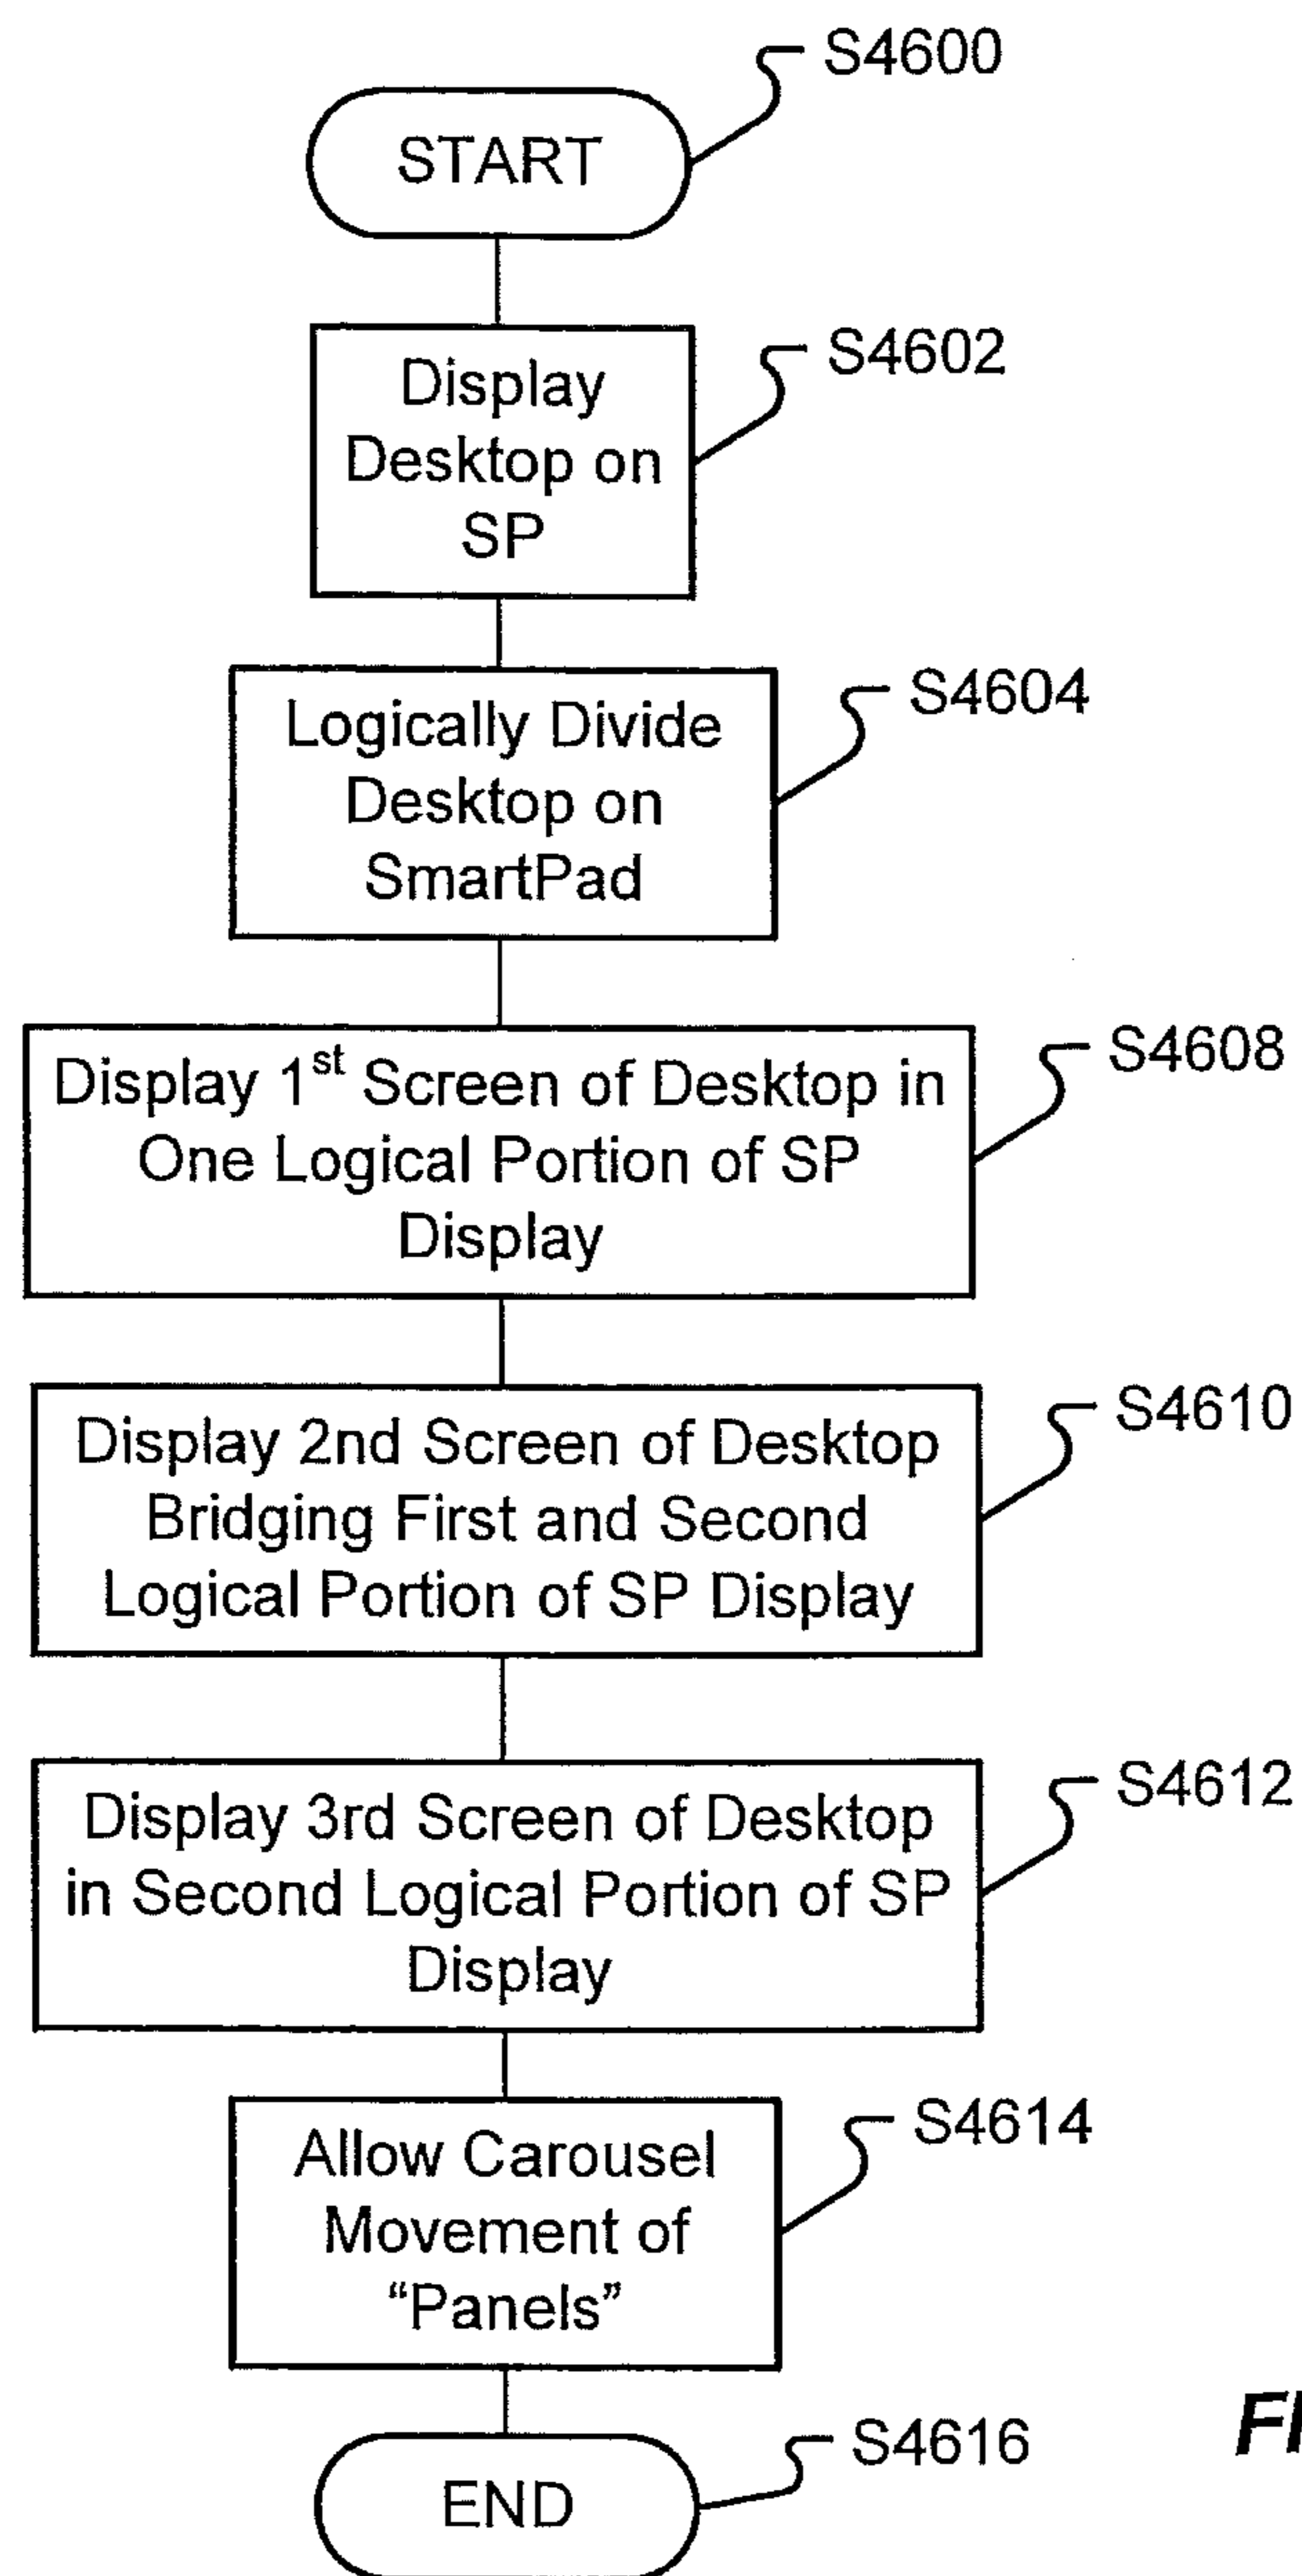 S4600
START
S4602
Display
Desktop on
SP
S4604
Logically Divide
Desktop on
SmartPad
S4608
Display 1st Screen of Desktop in
One Logical Portion of SP
Display
S4610
Display 2nd Screen of Desktop
Bridging First and Second
Logical Portion of SP Display
S4612
Display 3rd Screen of Desktop
in Second Logical Portion of SP
Display
S4614
Allow Carousel
Movement of
“Panels”
S4616
END